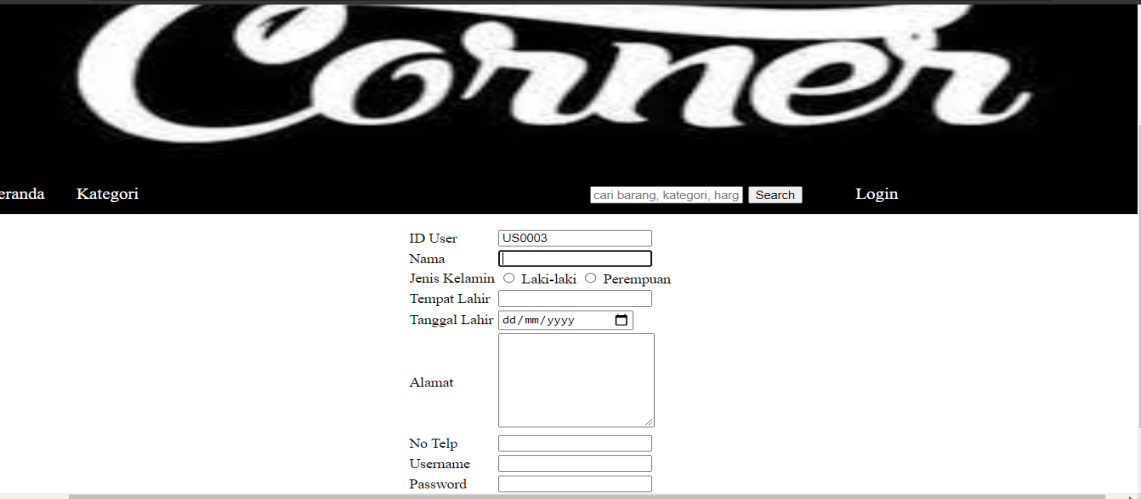 Corner
eranda Kategori cari barang, kategori, harg Search Login
ID User US0003
Nama
Jenis Kelamin Laki-laki Perempuan
Tempat Lahir
Tanggal Lahir dd/mm/yyyy
Alamat
No Telp
Username
Password